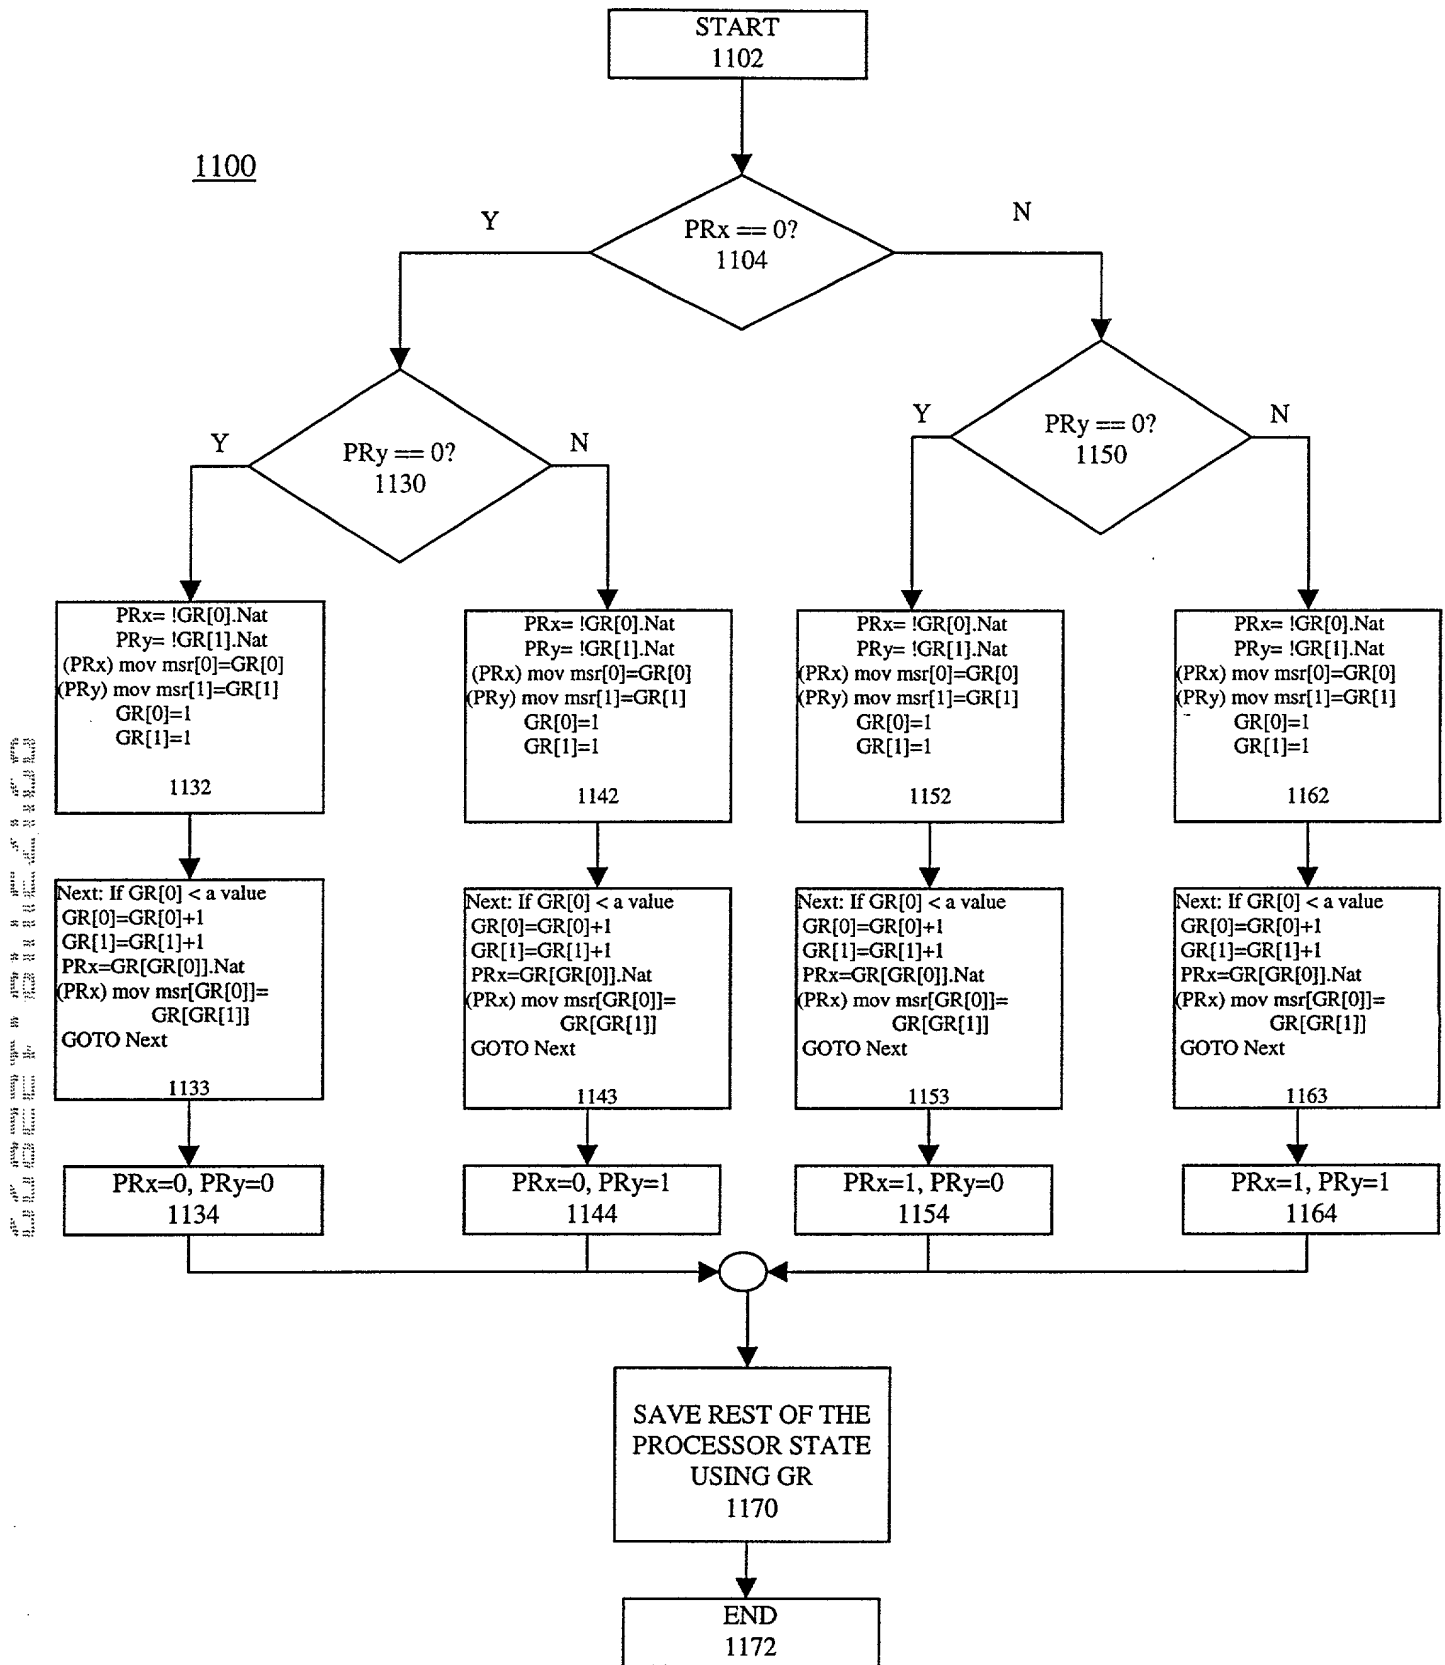 START
1102
1100
PRx == 0?
1104
Y
N
PRy == 0?
1130
Y
N
PRy == 0?
1150
Y
N
PRx= !GR[0].Nat
PRy= !GR[1].Nat
(PRx) mov msr[0]=GR[0]
(PRy) mov msr[1]=GR[1]
GR[0]=1
GR[1]=1
1132
PRx= !GR[0].Nat
PRy= !GR[1].Nat
(PRx) mov msr[0]=GR[0]
(PRy) mov msr[1]=GR[1]
GR[0]=1
GR[1]=1
1142
PRx= !GR[0].Nat
PRy= !GR[1].Nat
(PRx) mov msr[0]=GR[0]
(PRy) mov msr[1]=GR[1]
GR[0]=1
GR[1]=1
1152
PRx= !GR[0].Nat
PRy= !GR[1].Nat
(PRx) mov msr[0]=GR[0]
(PRy) mov msr[1]=GR[1]
GR[0]=1
GR[1]=1
1162
Next: If GR[0] < a value
GR[0]=GR[0]+1
GR[1]=GR[1]+1
PRx=GR[GR[0]].Nat
(PRx) mov msr[GR[0]]=
GR[GR[1]]
GOTO Next
1133
Next: If GR[0] < a value
GR[0]=GR[0]+1
GR[1]=GR[1]+1
PRx=GR[GR[0]].Nat
(PRx) mov msr[GR[0]]=
GR[GR[1]]
GOTO Next
1143
Next: If GR[0] < a value
GR[0]=GR[0]+1
GR[1]=GR[1]+1
PRx=GR[GR[0]].Nat
(PRx) mov msr[GR[0]]=
GR[GR[1]]
GOTO Next
1153
Next: If GR[0] < a value
GR[0]=GR[0]+1
GR[1]=GR[1]+1
PRx=GR[GR[0]].Nat
(PRx) mov msr[GR[0]]=
GR[GR[1]]
GOTO Next
1163
PRx=0, PRy=0
1134
PRx=0, PRy=1
1144
PRx=1, PRy=0
1154
PRx=1, PRy=1
1164
SAVE REST OF THE
PROCESSOR STATE
USING GR
1170
END
1172